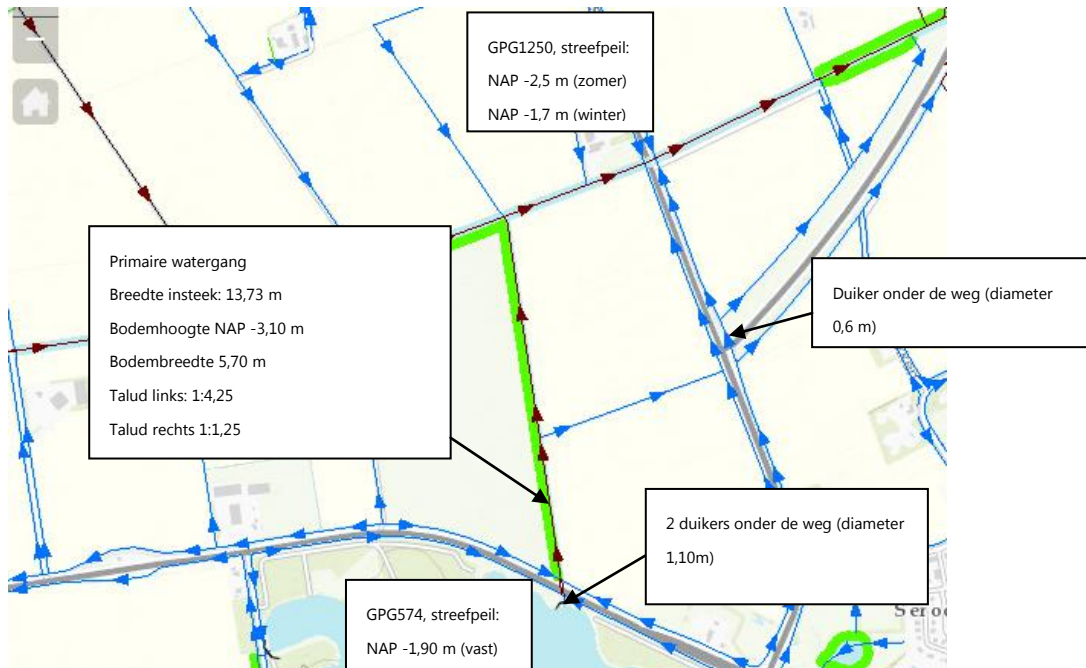 GPG1250, streefpeil:
NAP -2,5 m (zomer)
NAP -1,7 m (winter)
Primaire watergang
Breedte insteek: 13,73 m
Bodemhoogte NAP -3,10 m
Bodembreedte 5,70 m
Talud links: 1:4,25
Talud rechts 1:1,25
Duiker onder de weg (diameter
0,6 m)
2 duikers onder de weg (diameter
1,10m)
GPG574, streefpeil:
NAP -1,90 m (vast)